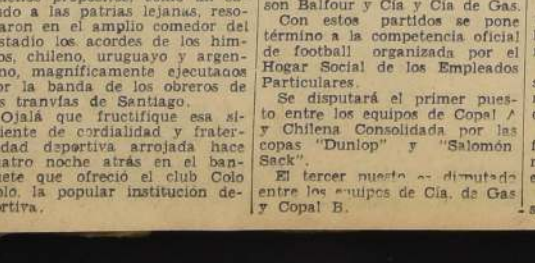 do a las patrias lejanas, reso-
aron en el amplio comedor del
stadio los acordes de los him-
os, chileno, uruguayo y argen-
no, magníficamente ejecutados
or la banda de los obreros de
s tranvías de Santiago.
Ojalá que fructifique esa si-
iente de cordialidad y frater-
dad deportiva arrojada hace
atro noche atrás en el ban-
uete que ofreció el club Colo
olo, la popular institución de-
rtiva.
son Balfour y Cía y Cía de Gas.
Con estos partidos se pone
término a la competencia oficial
de football organizada por el
Hogar Social de los Empleados
Particulares.
Se disputará el primer pues-
to entre los equipos de Copal A
y Chilena Consolidada por las
copas "Dunlop" y "Salomón
Sack".
El tercer puesto
entre los equipos de Cía. de Gas
y Copal B.